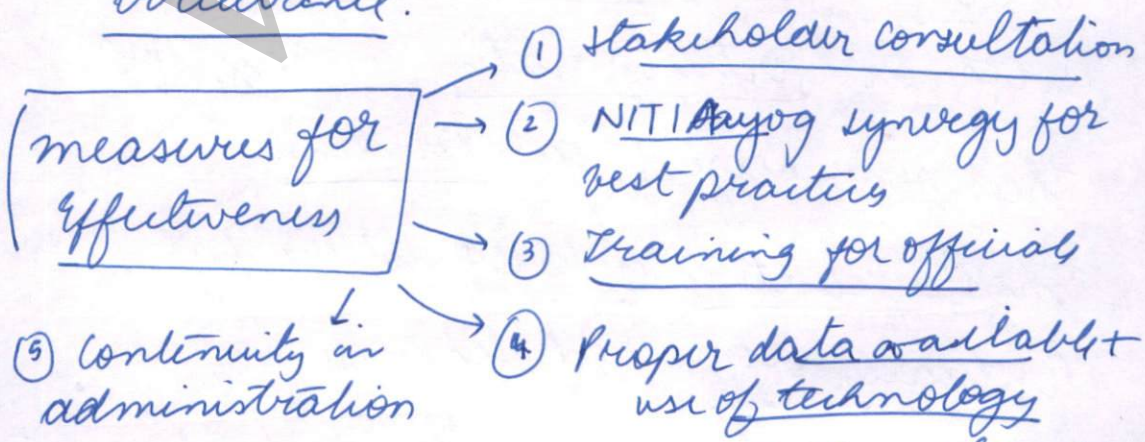 ① Stakeholder consultation
measures for
Effectiveness
② NITI Aayog synergy for
best practices
③ Training for officials
④ Proper data available +
use of technology
⑤ Continuity in
administration